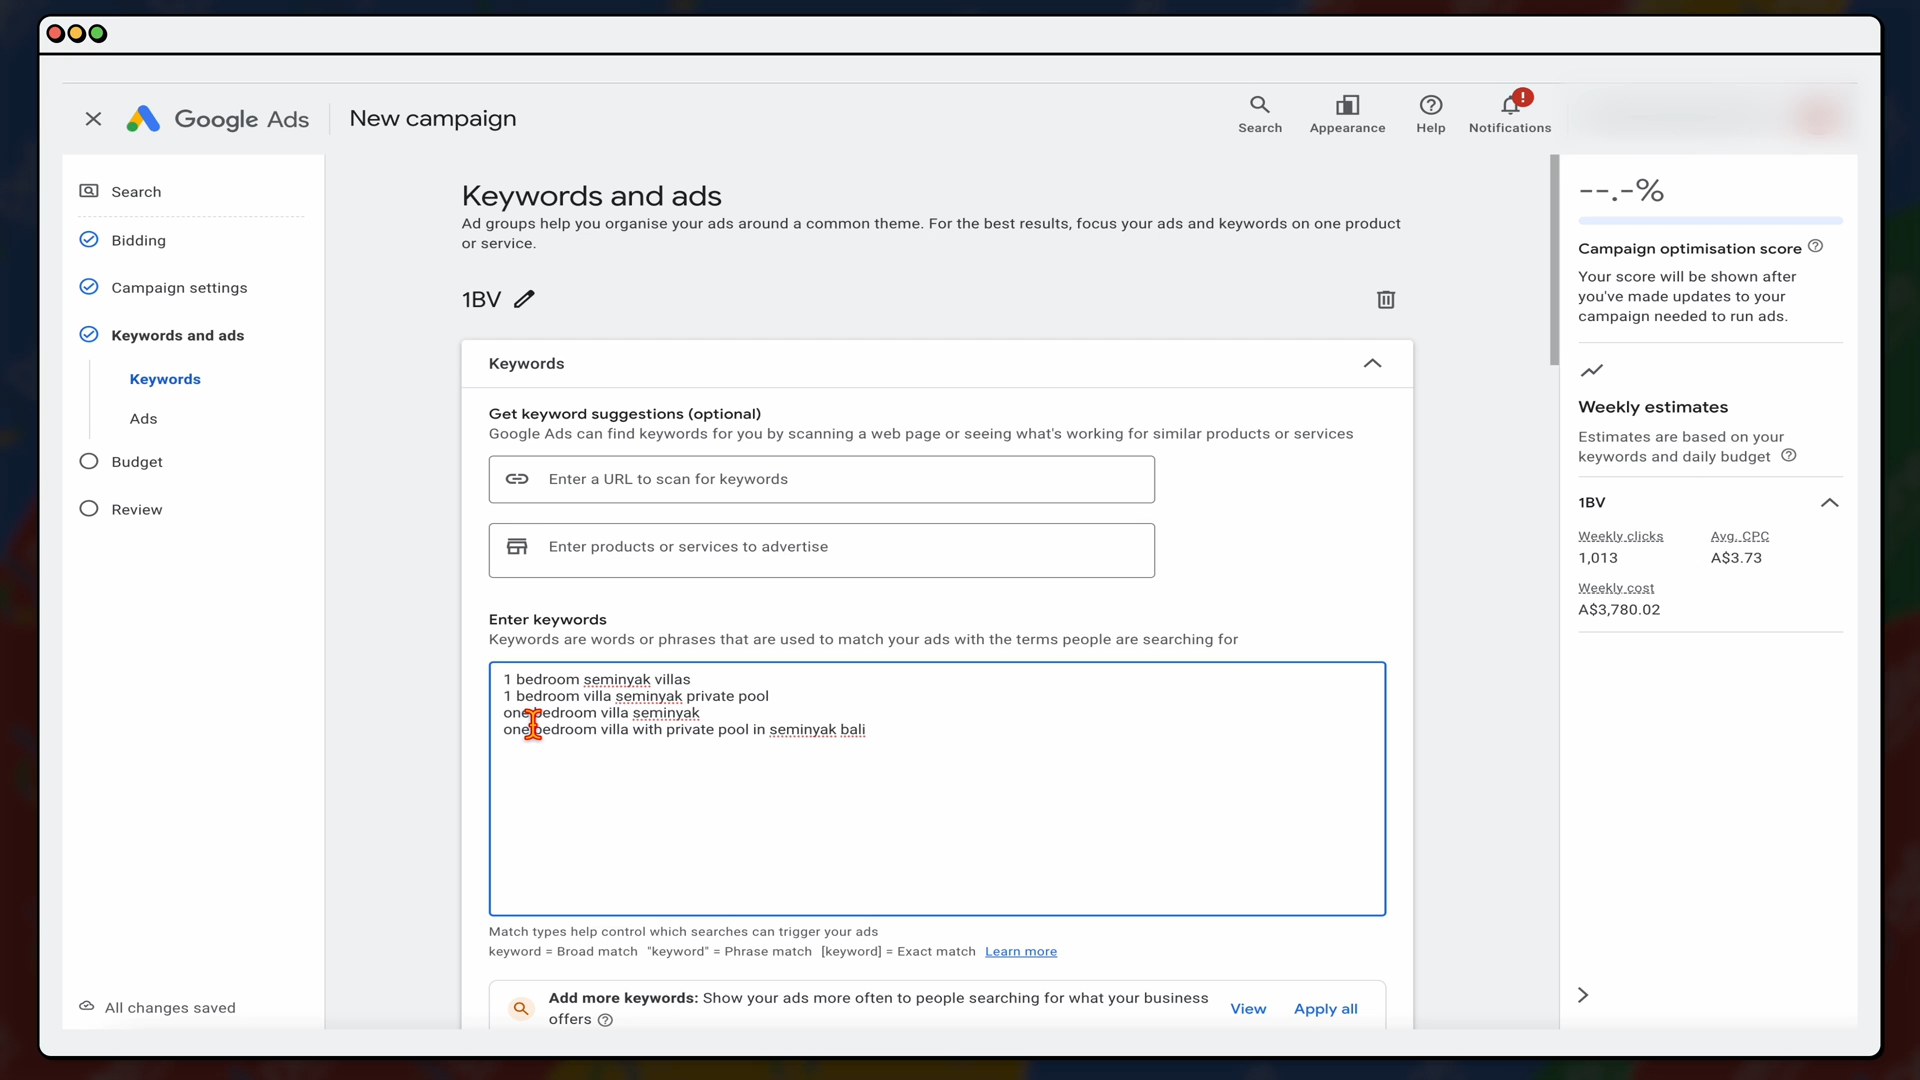 Google Ads
New campaign
Search
Appearance
Help
Notifications
Search
Bidding
Campaign settings
Keywords and ads
Keywords
Ads
Budget
Review
All changes saved
Keywords and ads
Ad groups help you organise your ads around a common theme. For the best results, focus your ads and keywords on one product
or service.
1BV
Keywords
Get keyword suggestions (optional)
Google Ads can find keywords for you by scanning a web page or seeing what's working for similar products or services
Enter a URL to scan for keywords
Enter products or services to advertise
Enter keywords
Keywords are words or phrases that are used to match your ads with the terms people are searching for
1 bedroom seminyak villas
1 bedroom villa seminyak private pool
one bedroom villa seminyak
one bedroom villa with private pool in seminyak bali
Match types help control which searches can trigger your ads
keyword = Broad match "keyword" = Phrase match [keyword] = Exact match Learn more
Add more keywords: Show your ads more often to people searching for what your business
offers
View
Apply all
--.-%
Campaign optimisation score
Your score will be shown after
you've made updates to your
campaign needed to run ads.
Weekly estimates
Estimates are based on your
keywords and daily budget
1BV
Weekly clicks
1,013
Avg. CPC
A$3.73
Weekly cost
A$3,780.02